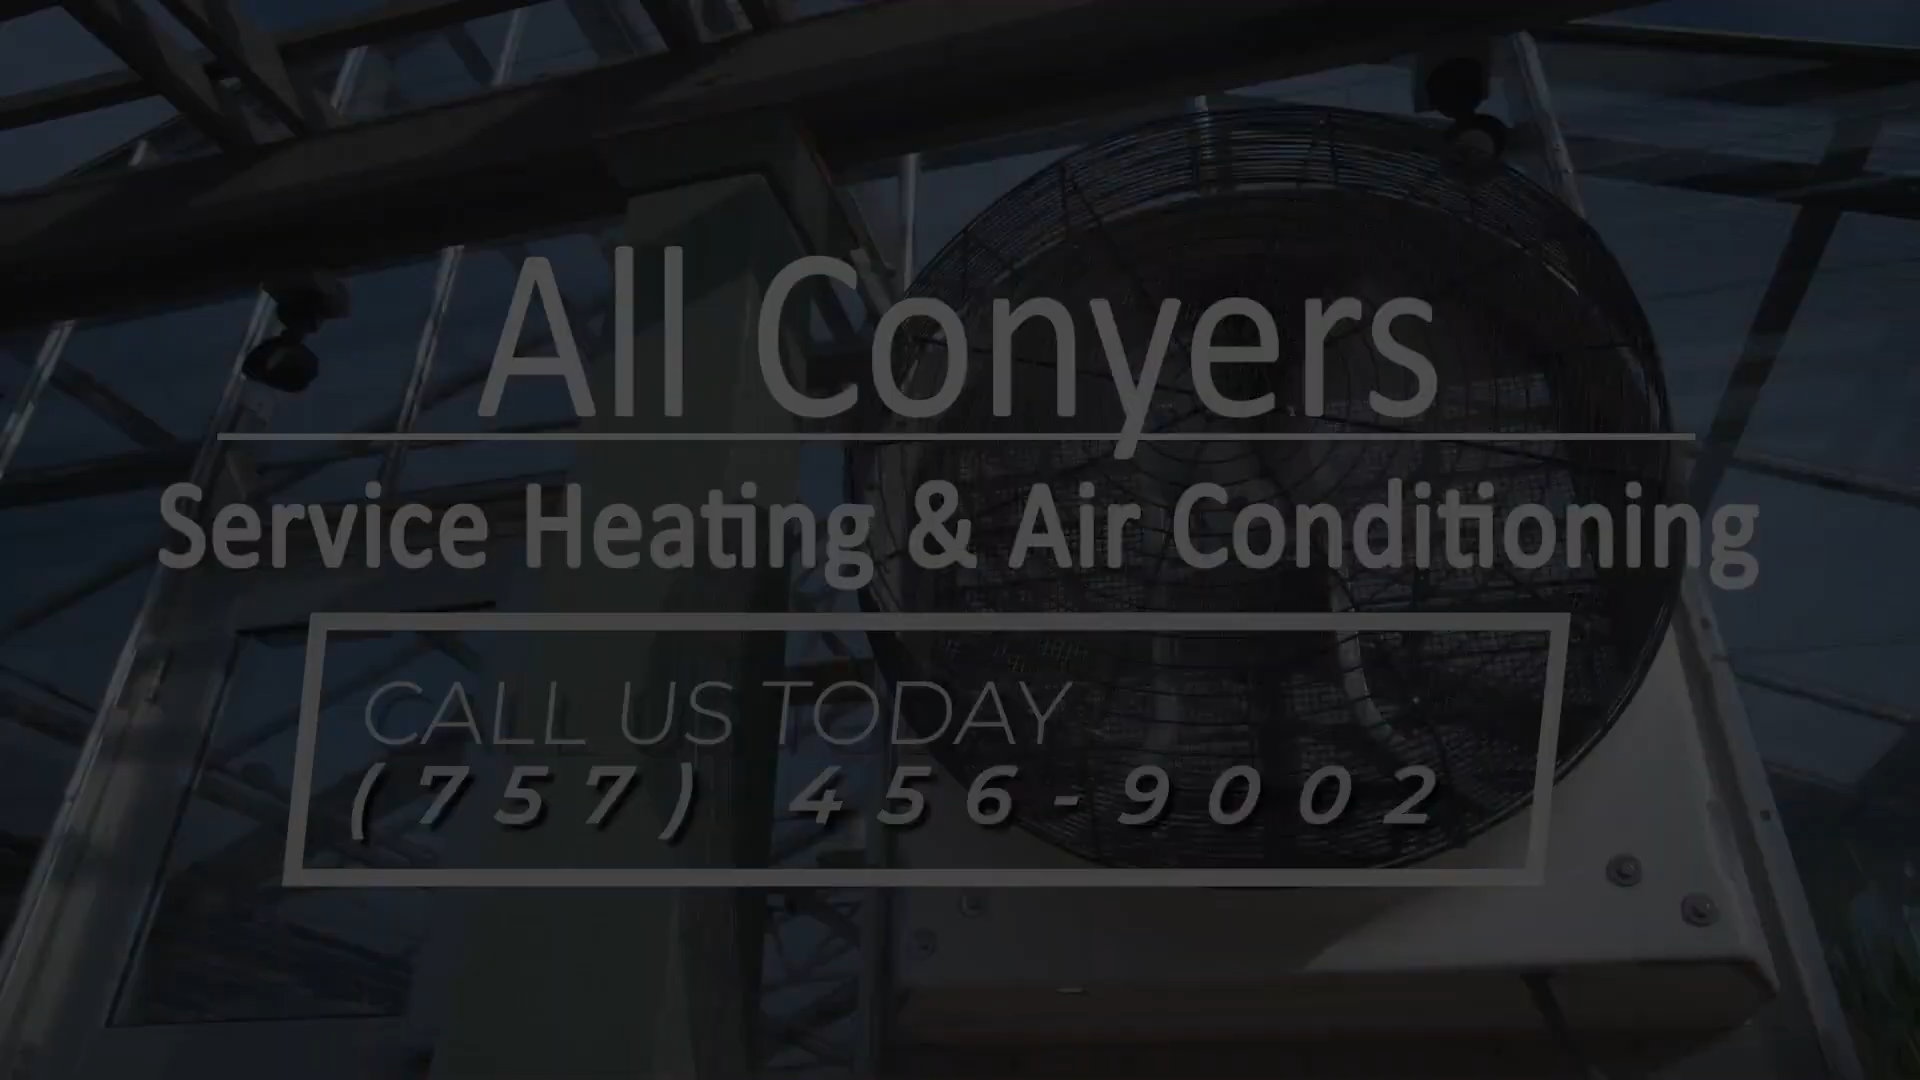 All Conyers
Service Heating & Air Conditioning
CALL US TODAY
(757) 456-9002